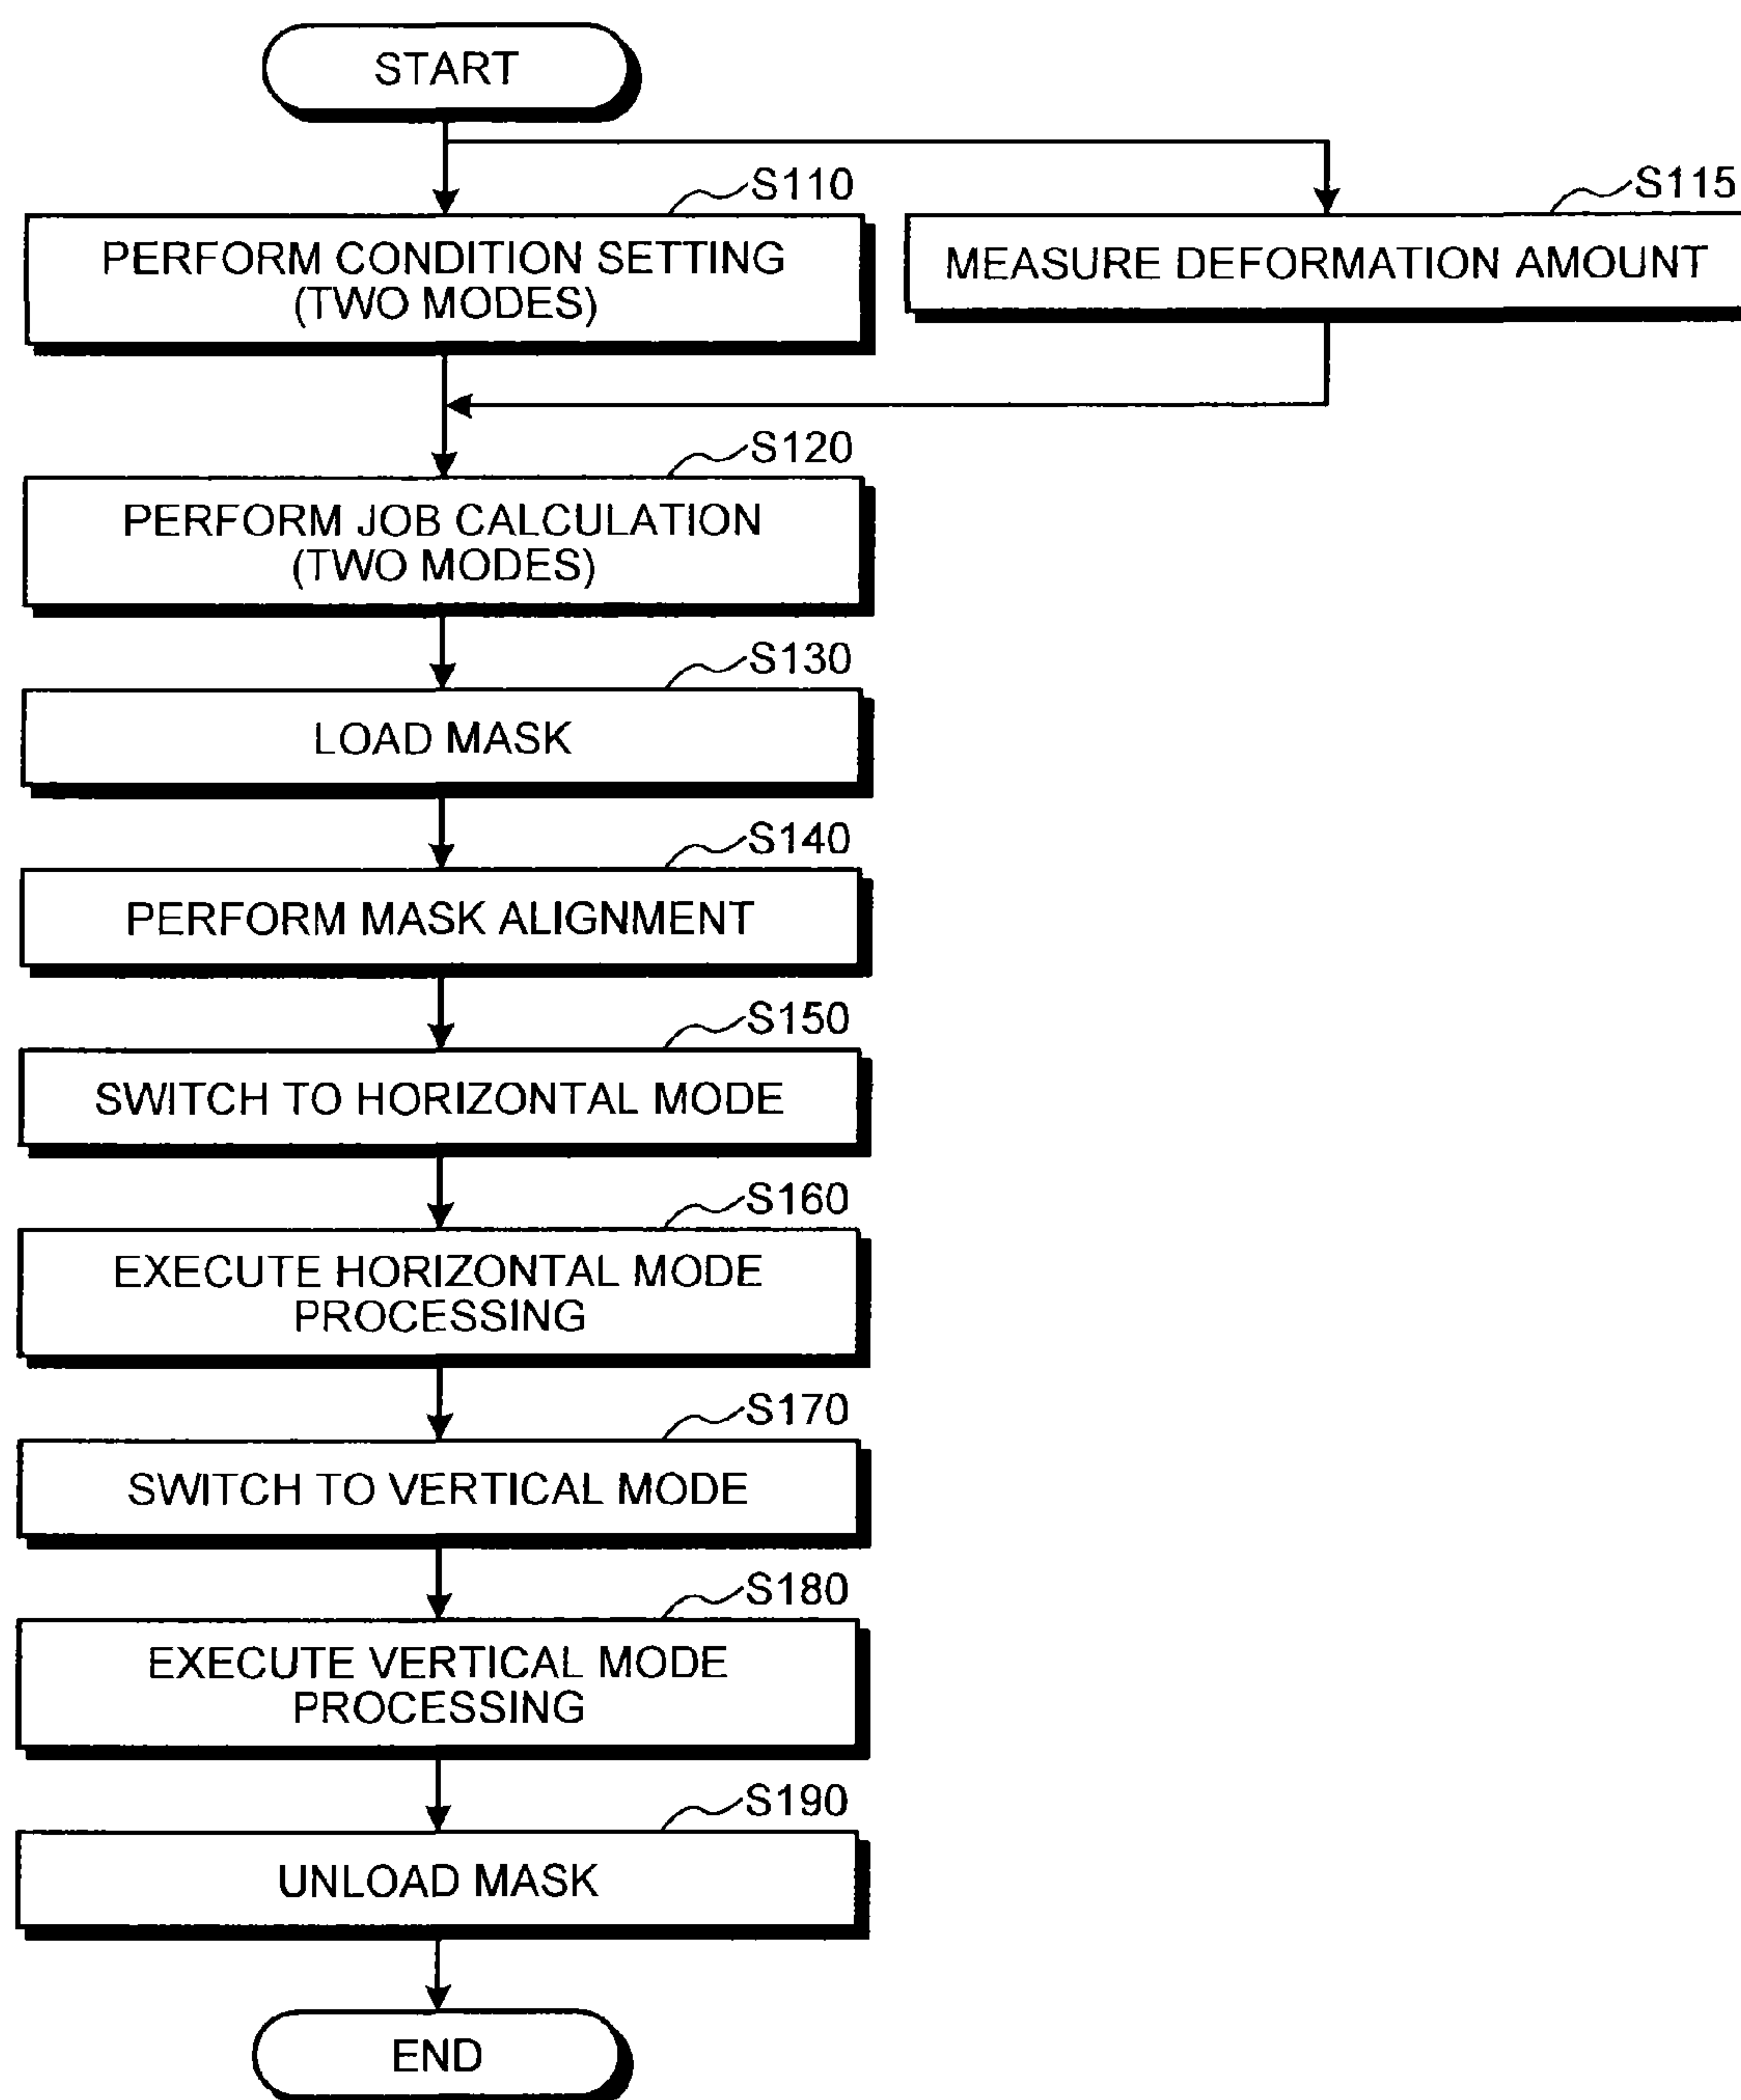 START
S110
S115
PERFORM CONDITION SETTING
(TWO MODES)
MEASURE DEFORMATION AMOUNT
S120
PERFORM JOB CALCULATION
(TWO MODES)
S130
LOAD MASK
S140
PERFORM MASK ALIGNMENT
S150
SWITCH TO HORIZONTAL MODE
S160
EXECUTE HORIZONTAL MODE
PROCESSING
S170
SWITCH TO VERTICAL MODE
S180
EXECUTE VERTICAL MODE
PROCESSING
S190
UNLOAD MASK
END